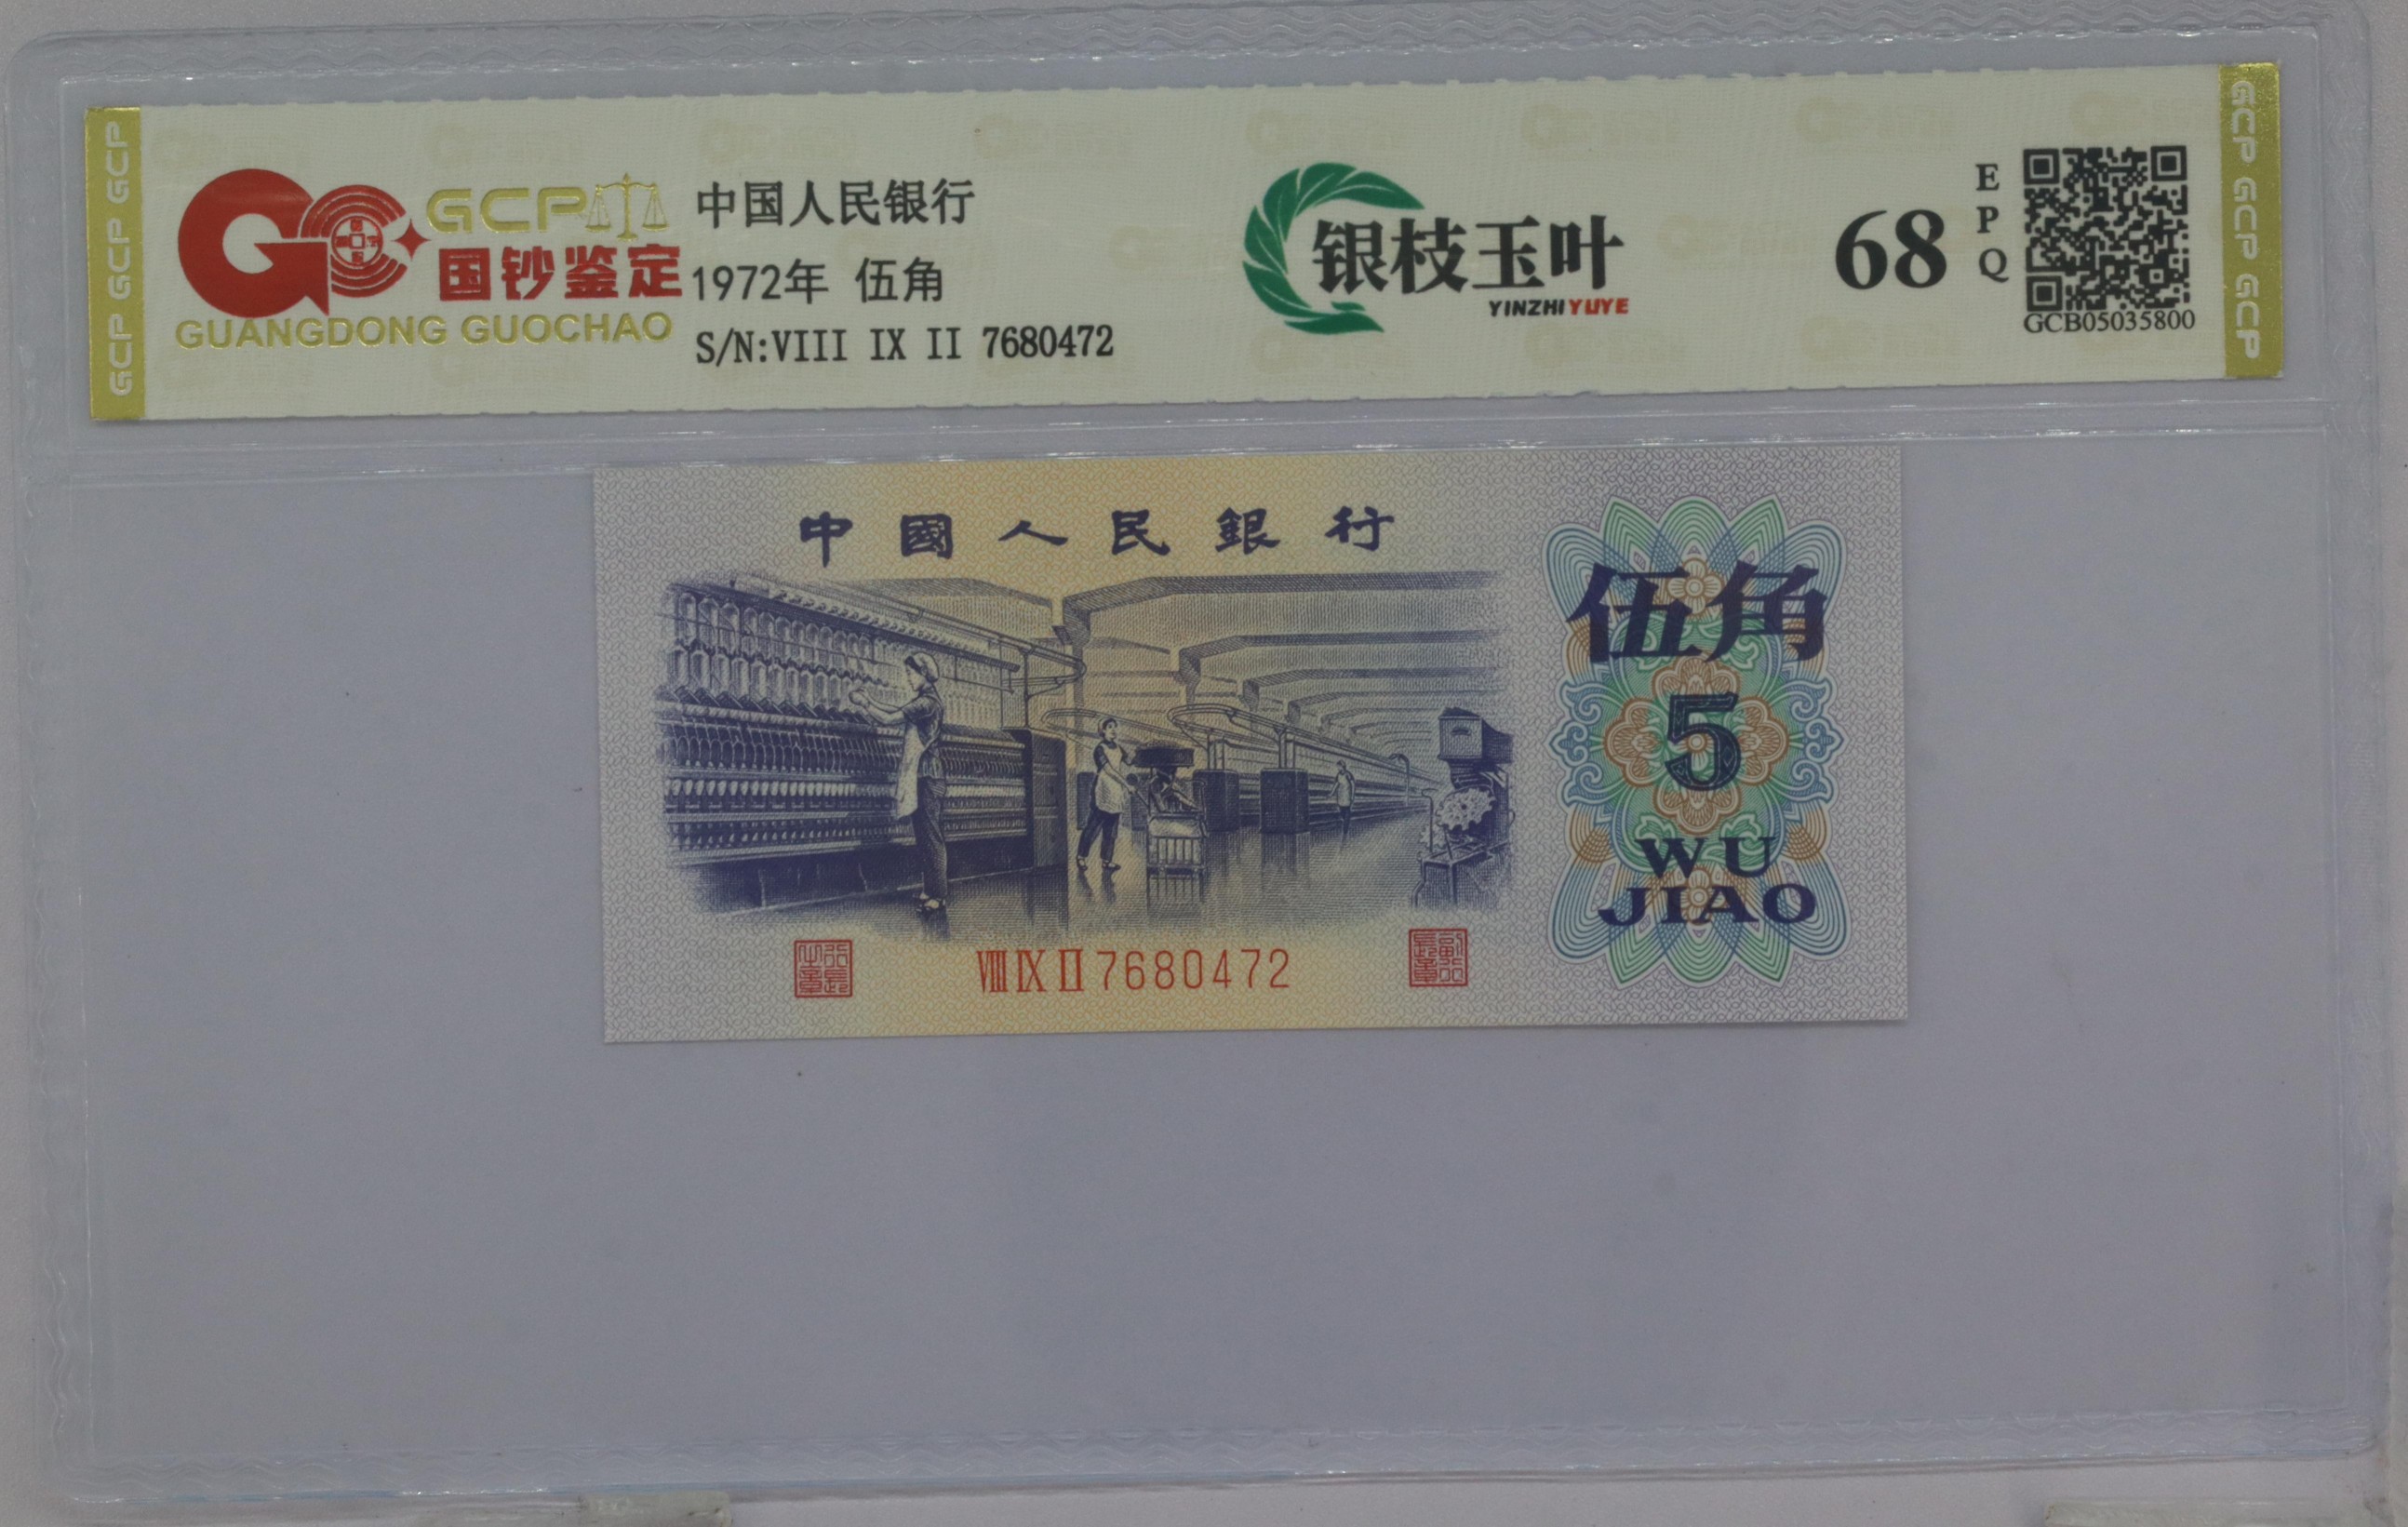 GCP GCP GCP
GCP
国钞鉴定
GUANGDONG GUOCHAO
中国人民银行
1972年 伍角
S/N:VIII IX II 7680472
银枝玉叶
YINZHIYUYE
68
EPQ
GCB05035800
GCP GCP GCP
中國人民銀行
伍角
5
WU
JIAO
VIII IX II 7680472